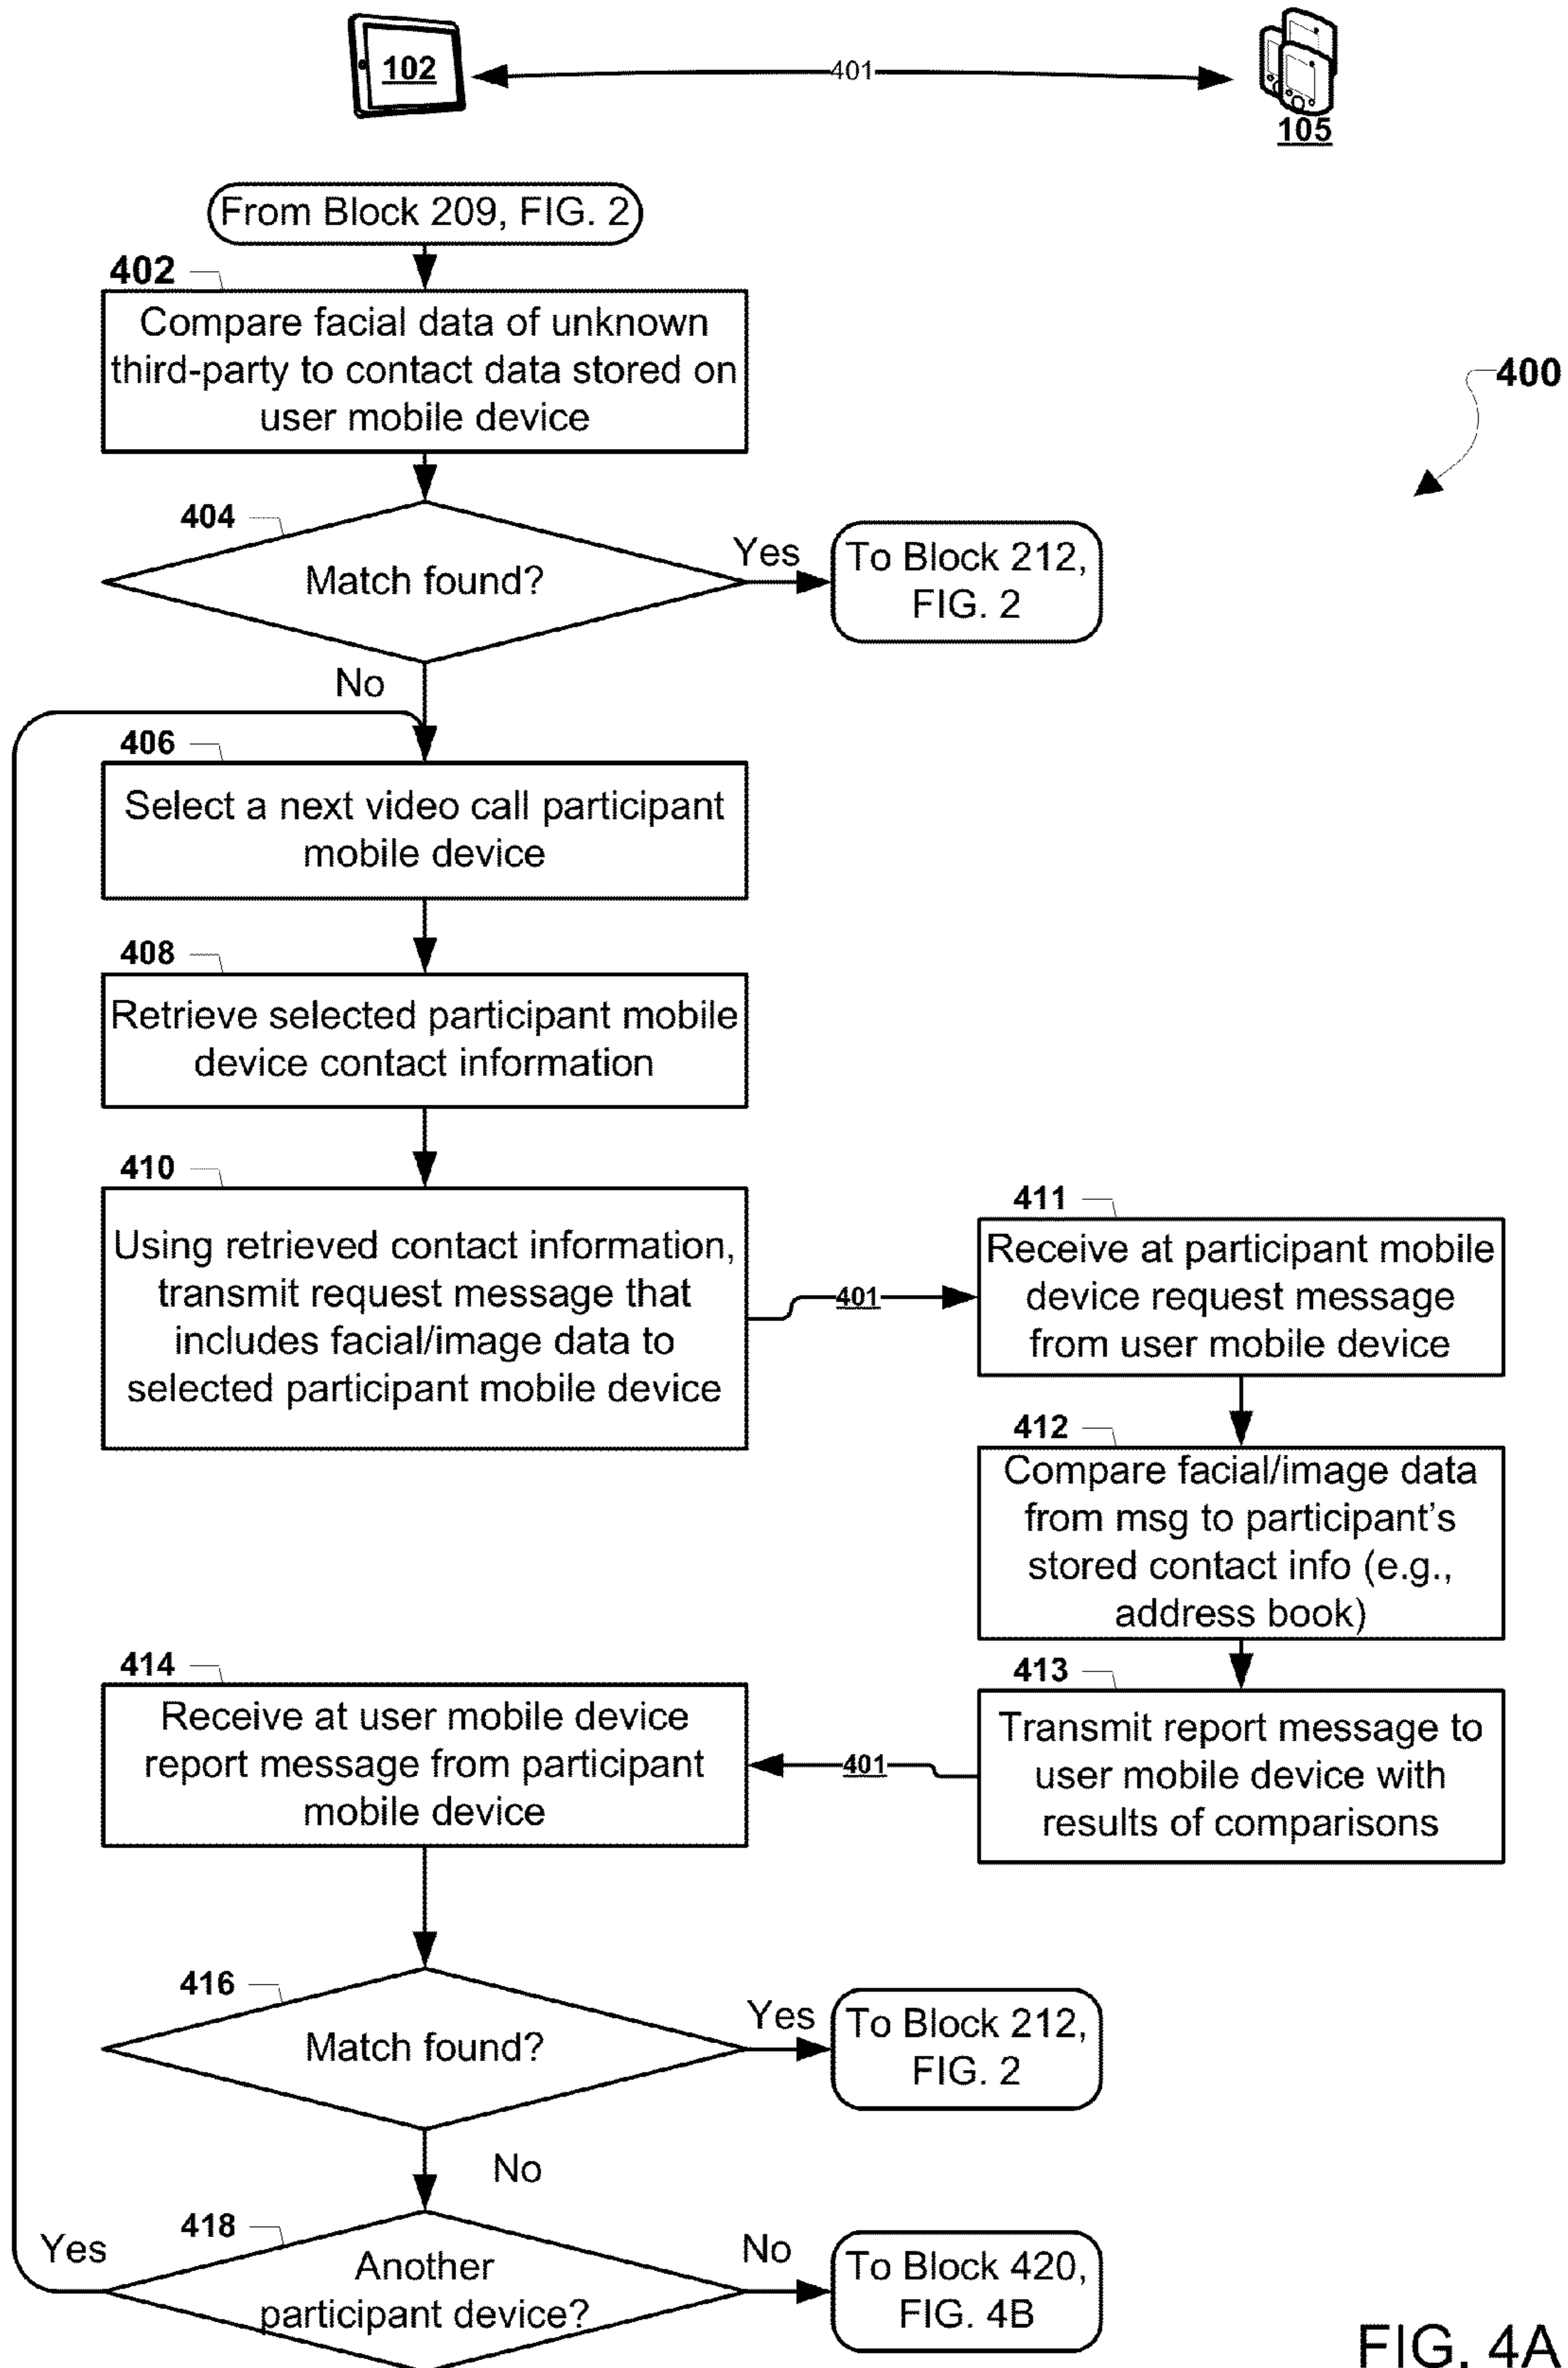 102
401
105
From Block 209, FIG. 2
402
Compare facial data of unknown
third-party to contact data stored on
user mobile device
400
404
Match found?
Yes
To Block 212,
FIG. 2
No
406
Select a next video call participant
mobile device
408
Retrieve selected participant mobile
device contact information
410
Using retrieved contact information,
transmit request message that
includes facial/image data to
selected participant mobile device
401
411
Receive at participant mobile
device request message
from user mobile device
412
Compare facial/image data
from msg to participant’s
stored contact info (e.g.,
address book)
413
Transmit report message to
user mobile device with
results of comparisons
401
414
Receive at user mobile device
report message from participant
mobile device
416
Match found?
Yes
To Block 212,
FIG. 2
No
418
Another
participant device?
Yes
No
To Block 420,
FIG. 4B
FIG. 4A